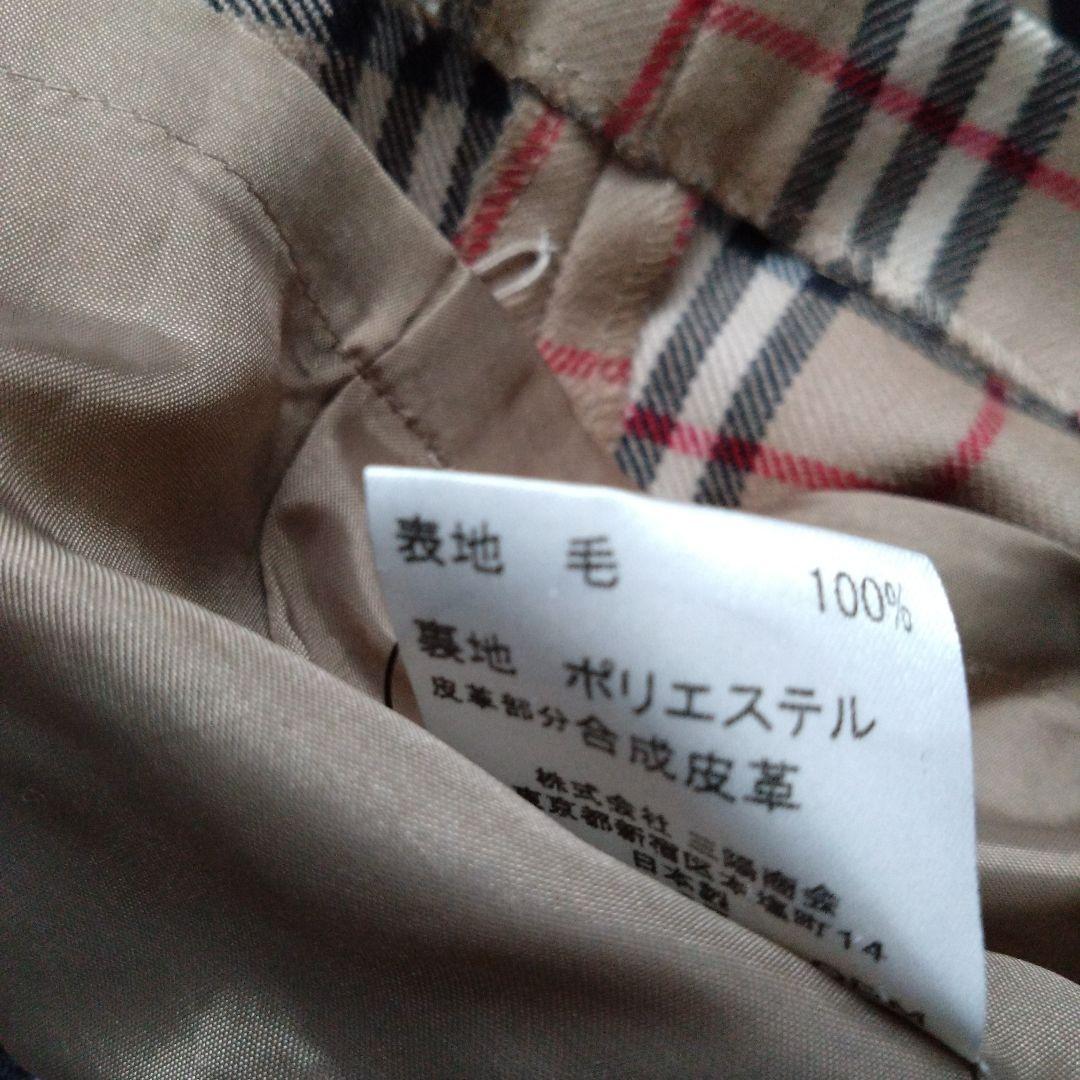 表地 毛 100%
裏地 ポリエステル
皮革部分合成皮革
株式会社 三陽商会
東京都新宿区本塩町14
日本製